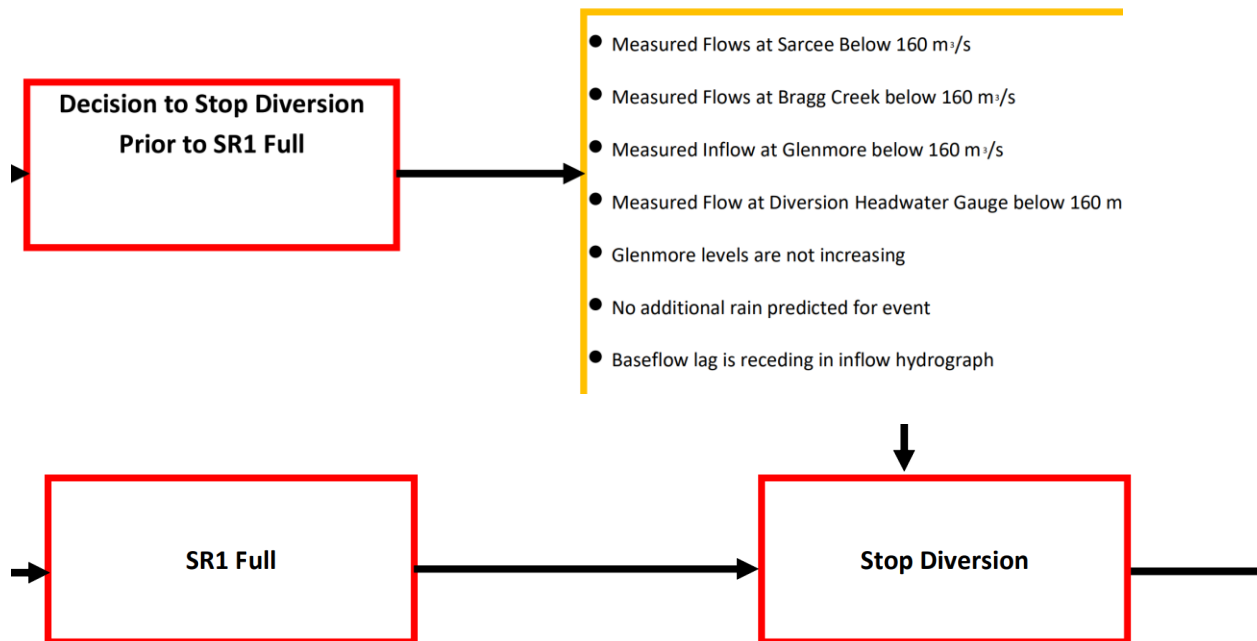 Decision to Stop Diversion
Prior to SR1 Full
● Measured Flows at Sarcee Below 160 m³/s
● Measured Flows at Bragg Creek below 160 m³/s
● Measured Inflow at Glenmore below 160 m³/s
● Measured Flow at Diversion Headwater Gauge below 160 m
● Glenmore levels are not increasing
● No additional rain predicted for event
● Baseflow lag is receding in inflow hydrograph
SR1 Full
Stop Diversion